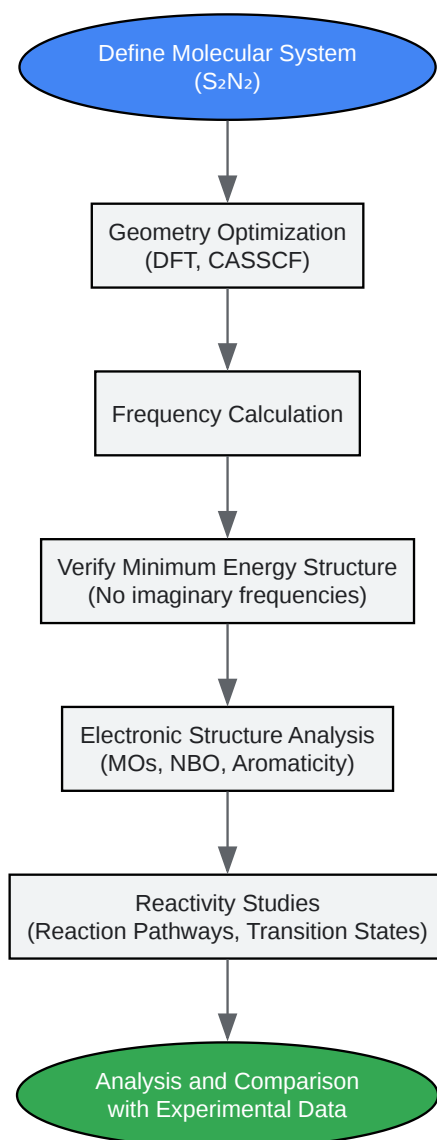 Define Molecular System
(S₂N₂)
Geometry Optimization
(DFT, CASSCF)
Frequency Calculation
Verify Minimum Energy Structure
(No imaginary frequencies)
Electronic Structure Analysis
(MOs, NBO, Aromaticity)
Reactivity Studies
(Reaction Pathways, Transition States)
Analysis and Comparison
with Experimental Data